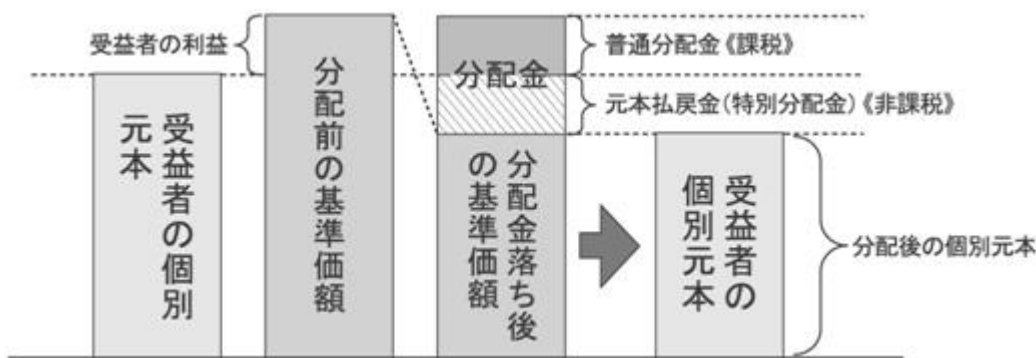 受益者の利益
受益者の個別
元本
分配前の基準価額
分配金
分配金落ち後
の基準価額
普通分配金《課税》
元本払戻金(特別分配金)《非課税》
受益者の
個別元本
分配後の個別元本